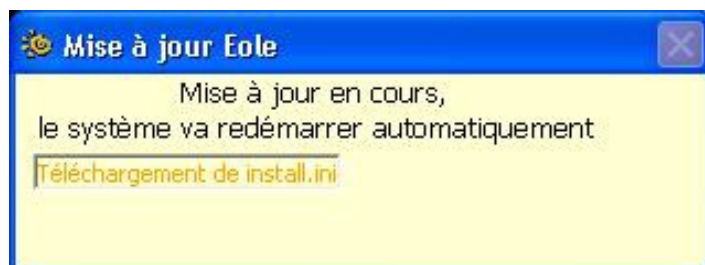 Mise à jour Eole
Mise à jour en cours,
le système va redémarrer automatiquement
Téléchargement de install.ini